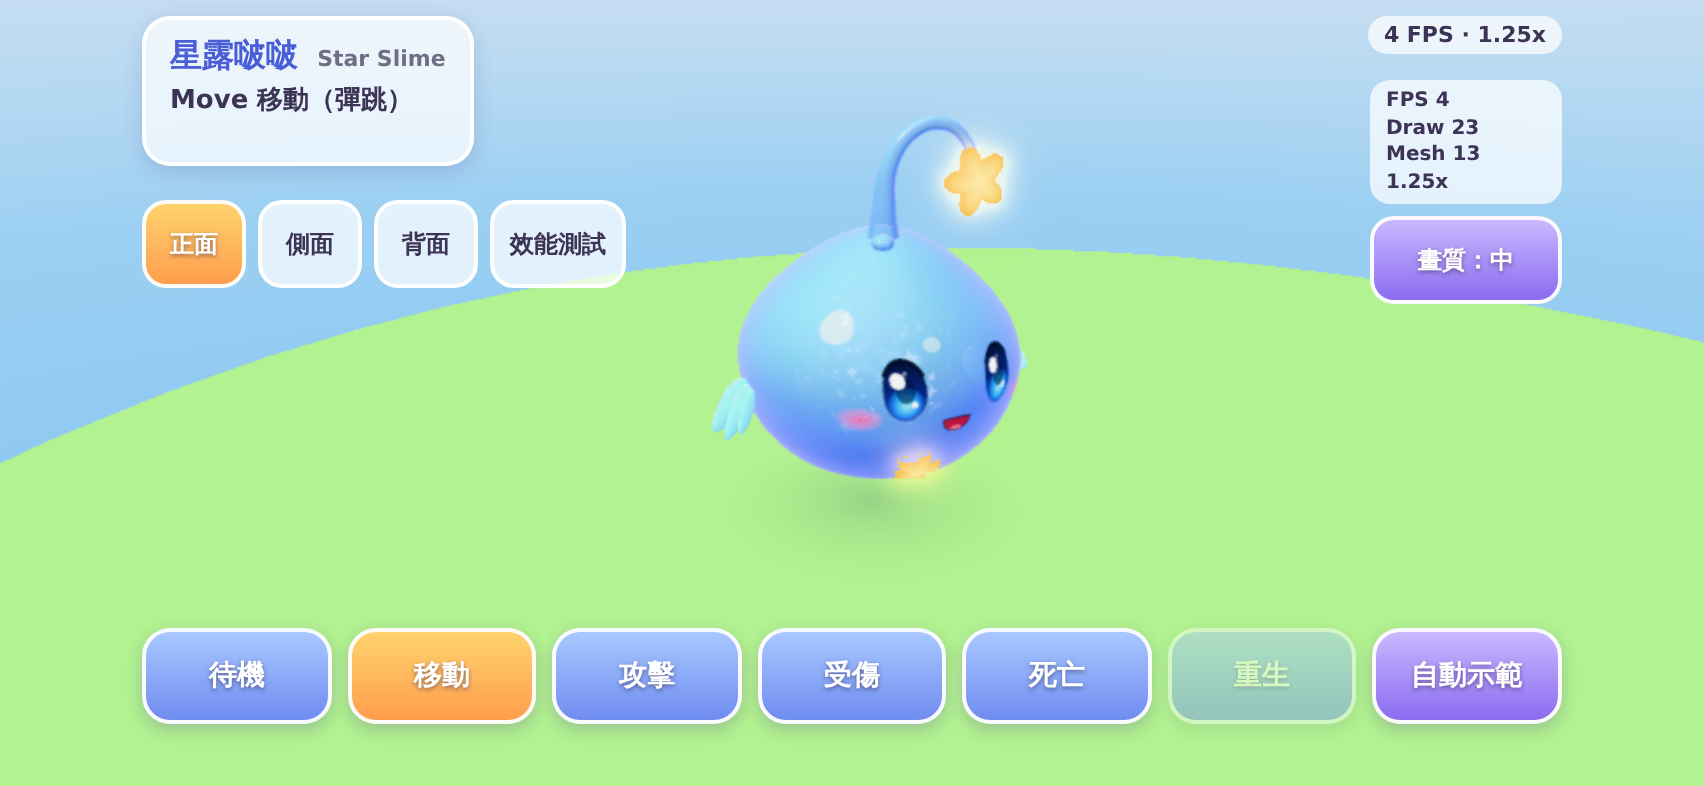 星露啵啵 Star Slime
Move 移動（彈跳）
4 FPS · 1.25x
FPS 4
Draw 23
Mesh 13
1.25x
正面 側面 背面 效能測試
畫質：中
待機 移動 攻擊 受傷 死亡 重生 自動示範